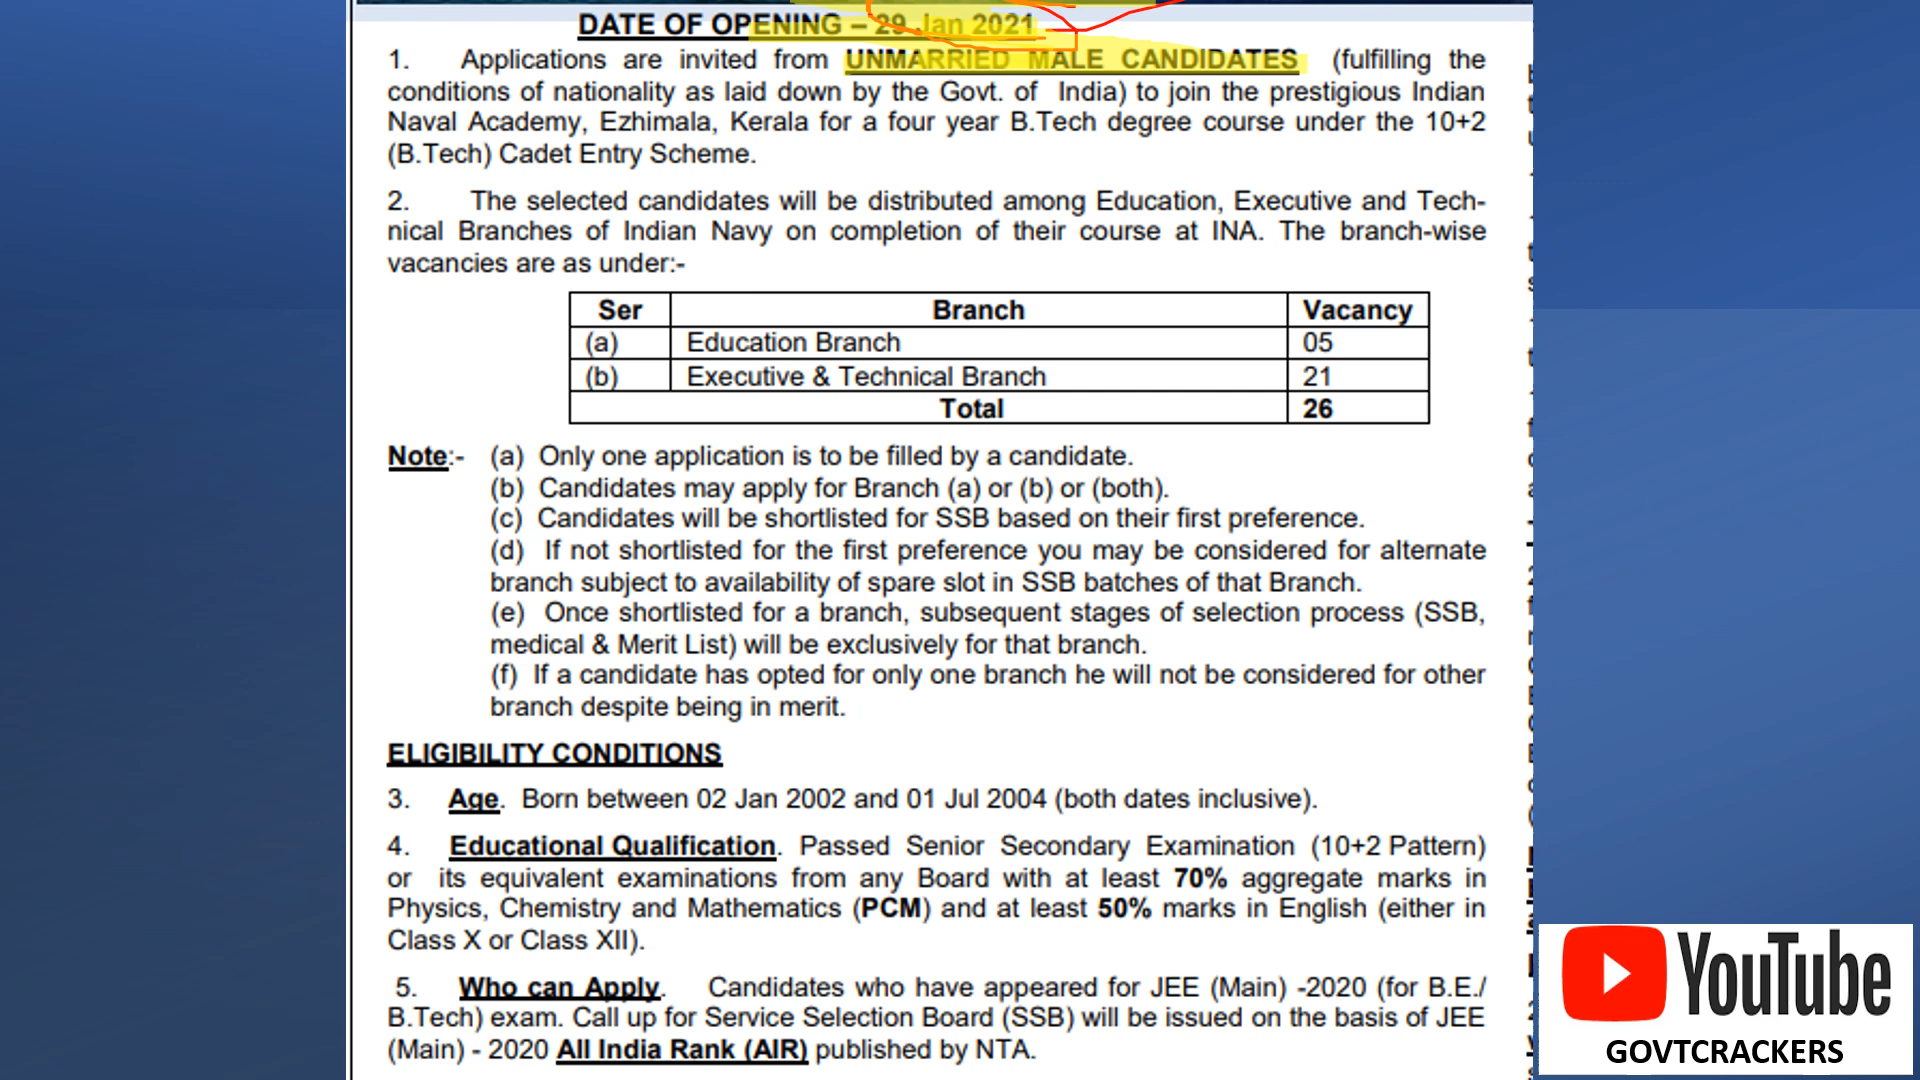 DATE OF OPENING – 29 Jan 2021
1. Applications are invited from UNMARRIED MALE CANDIDATES (fulfilling the
conditions of nationality as laid down by the Govt. of India) to join the prestigious Indian
Naval Academy, Ezhimala, Kerala for a four year B.Tech degree course under the 10+2
(B.Tech) Cadet Entry Scheme.
2. The selected candidates will be distributed among Education, Executive and Tech-
nical Branches of Indian Navy on completion of their course at INA. The branch-wise
vacancies are as under:-
Ser Branch Vacancy
(a) Education Branch 05
(b) Executive & Technical Branch 21
Total 26
Note:- (a) Only one application is to be filled by a candidate.
(b) Candidates may apply for Branch (a) or (b) or (both).
(c) Candidates will be shortlisted for SSB based on their first preference.
(d) If not shortlisted for the first preference you may be considered for alternate
branch subject to availability of spare slot in SSB batches of that Branch.
(e) Once shortlisted for a branch, subsequent stages of selection process (SSB,
medical & Merit List) will be exclusively for that branch.
(f) If a candidate has opted for only one branch he will not be considered for other
branch despite being in merit.
ELIGIBILITY CONDITIONS
3. Age. Born between 02 Jan 2002 and 01 Jul 2004 (both dates inclusive).
4. Educational Qualification. Passed Senior Secondary Examination (10+2 Pattern)
or its equivalent examinations from any Board with at least 70% aggregate marks in
Physics, Chemistry and Mathematics (PCM) and at least 50% marks in English (either in
Class X or Class XII).
5. Who can Apply. Candidates who have appeared for JEE (Main) -2020 (for B.E./
B.Tech) exam. Call up for Service Selection Board (SSB) will be issued on the basis of JEE
(Main) - 2020 All India Rank (AIR) published by NTA.
YouTube
GOVTCRACKERS